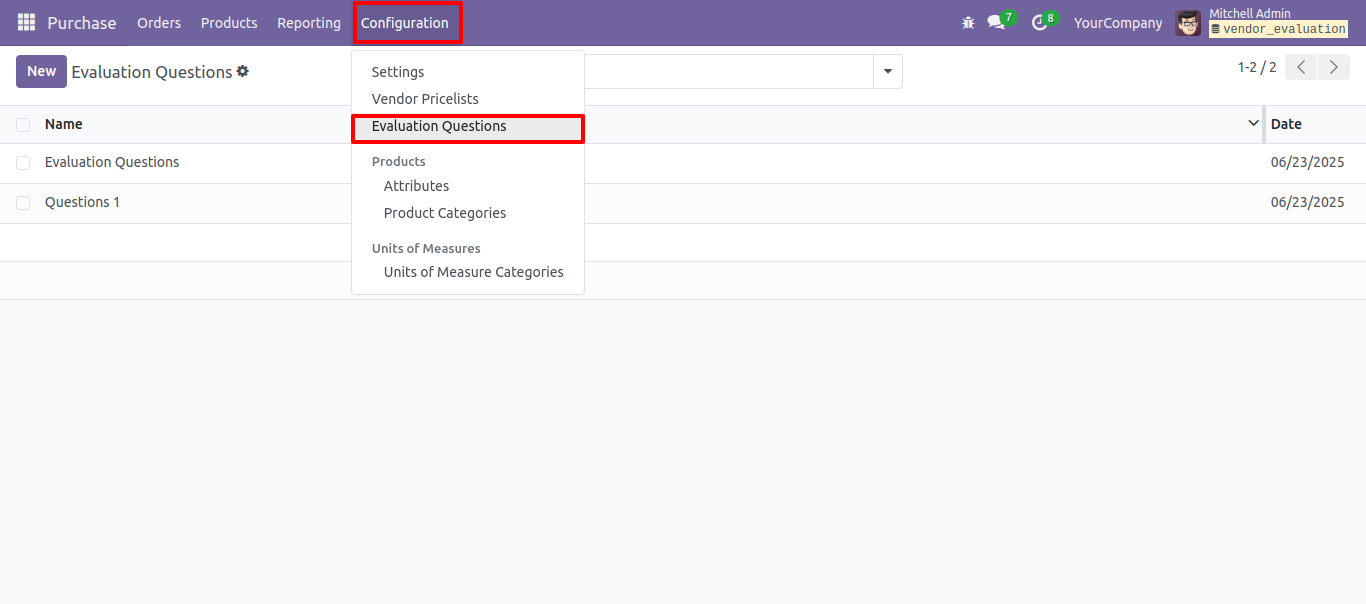 Purchase Orders Products Reporting Configuration 7 8 YourCompany Mitchell Admin
vendor_evaluation
New Evaluation Questions 1-2 / 2
Settings
Vendor Pricelists
Evaluation Questions
Products
Attributes
Product Categories
Units of Measures
Units of Measure Categories
Name Date
Evaluation Questions 06/23/2025
Questions 1 06/23/2025